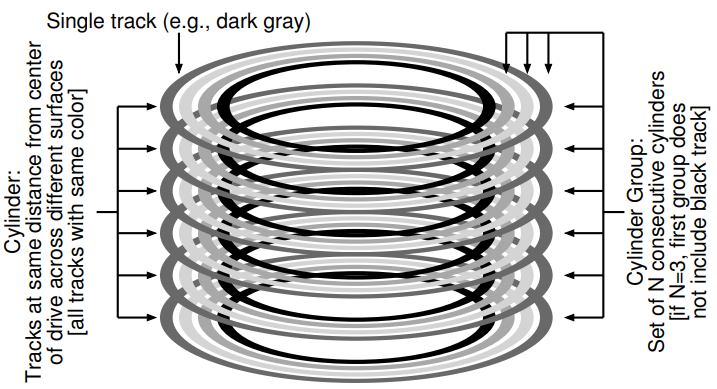 Single track (e.g., dark gray)
Cylinder:
Tracks at same distance from center
of drive across different surfaces
[all tracks with same color]
Cylinder Group:
Set of N consecutive cylinders
[if N=3, first group does
not include black track]